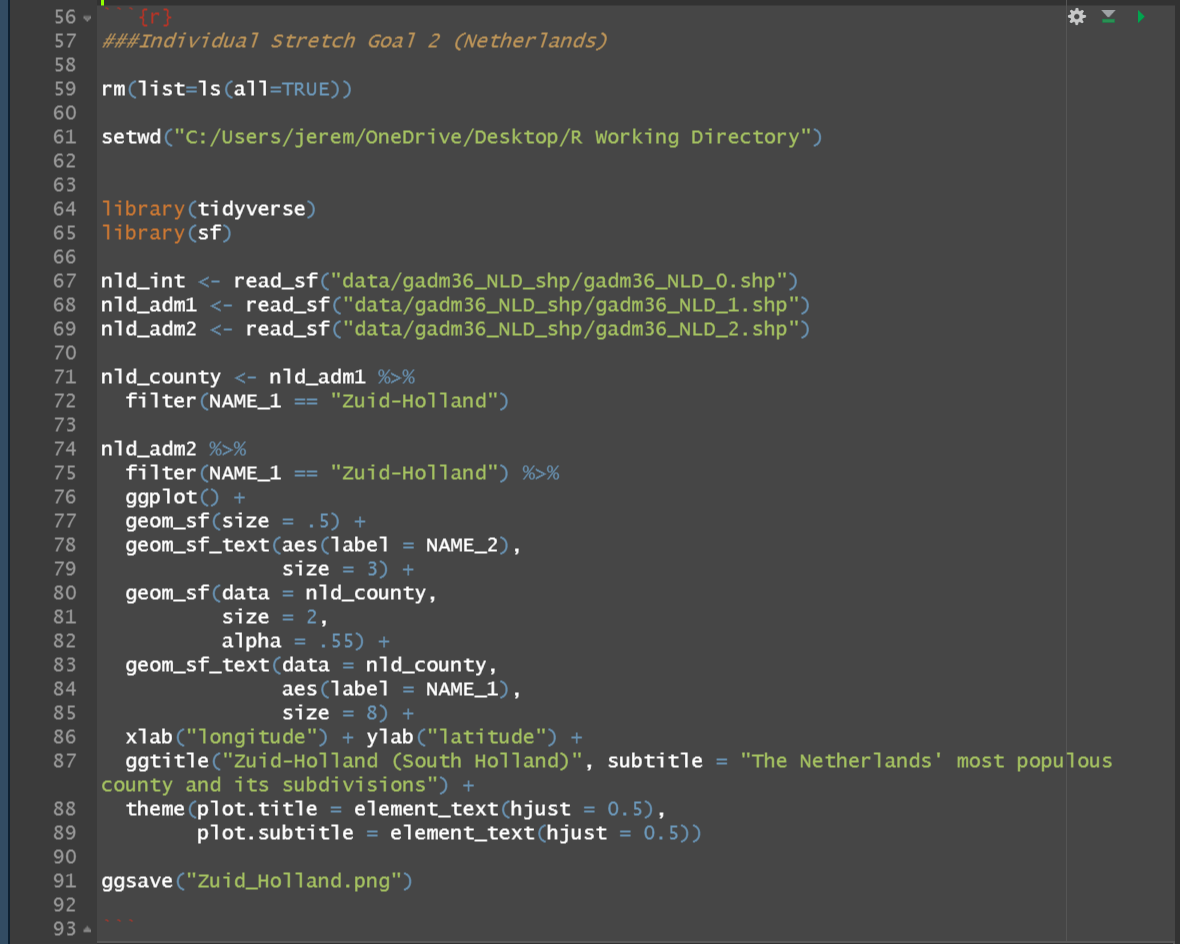 56 ```{r}
57 ###Individual Stretch Goal 2 (Netherlands)
58
59 rm(list=ls(all=TRUE))
60
61 setwd("C:/Users/jerem/OneDrive/Desktop/R Working Directory")
62
63
64 library(tidyverse)
65 library(sf)
66
67 nld_int <- read_sf("data/gadm36_NLD_shp/gadm36_NLD_0.shp")
68 nld_adm1 <- read_sf("data/gadm36_NLD_shp/gadm36_NLD_1.shp")
69 nld_adm2 <- read_sf("data/gadm36_NLD_shp/gadm36_NLD_2.shp")
70
71 nld_county <- nld_adm1 %>%
72   filter(NAME_1 == "Zuid-Holland")
73
74 nld_adm2 %>%
75   filter(NAME_1 == "Zuid-Holland") %>%
76   ggplot() +
77   geom_sf(size = .5) +
78   geom_sf_text(aes(label = NAME_2),
79                size = 3) +
80   geom_sf(data = nld_county,
81           size = 2,
82           alpha = .55) +
83   geom_sf_text(data = nld_county,
84                aes(label = NAME_1),
85                size = 8) +
86   xlab("longitude") + ylab("latitude") +
87   ggtitle("Zuid-Holland (South Holland)", subtitle = "The Netherlands' most populous
county and its subdivisions") +
88   theme(plot.title = element_text(hjust = 0.5),
89         plot.subtitle = element_text(hjust = 0.5))
90
91 ggsave("Zuid_Holland.png")
92
93 ```